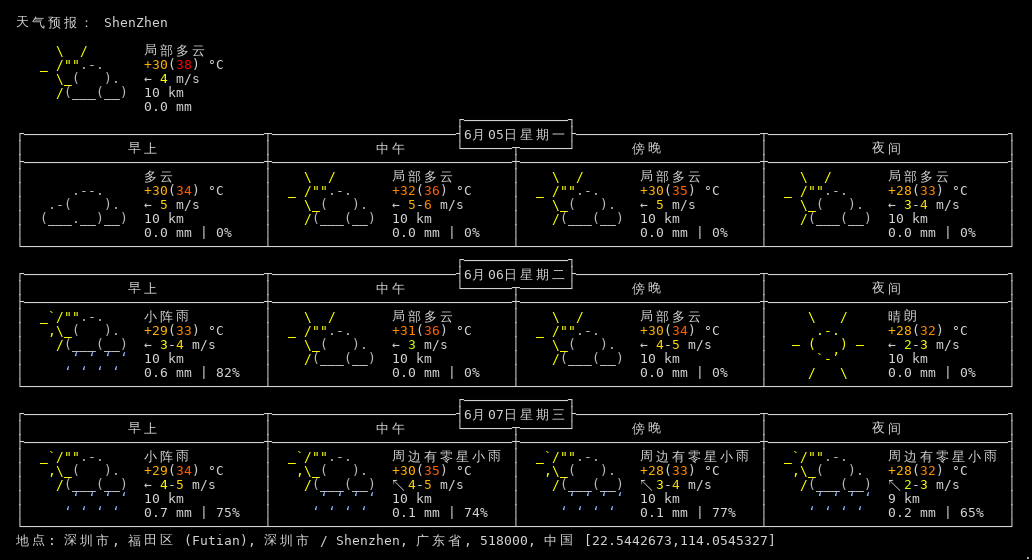 天气预报: ShenZhen
局部多云
+30(38) °C
← 4 m/s
10 km
0.0 mm
6月05日星期一
早上 中午 傍晚 夜间
多云 局部多云 局部多云 局部多云
+30(34) °C +32(36) °C +30(35) °C +28(33) °C
← 5 m/s ← 5-6 m/s ← 5 m/s ← 3-4 m/s
10 km 10 km 10 km 10 km
0.0 mm | 0% 0.0 mm | 0% 0.0 mm | 0% 0.0 mm | 0%
6月06日星期二
早上 中午 傍晚 夜间
小阵雨 局部多云 局部多云 晴朗
+29(33) °C +31(36) °C +30(34) °C +28(32) °C
← 3-4 m/s ← 3 m/s ← 4-5 m/s ← 2-3 m/s
10 km 10 km 10 km 10 km
0.6 mm | 82% 0.0 mm | 0% 0.0 mm | 0% 0.0 mm | 0%
6月07日星期三
早上 中午 傍晚 夜间
小阵雨 周边有零星小雨 周边有零星小雨 周边有零星小雨
+29(34) °C +30(35) °C +28(33) °C +28(32) °C
← 4-5 m/s ↖ 4-5 m/s ↖ 3-4 m/s ↖ 2-3 m/s
10 km 10 km 10 km 9 km
0.7 mm | 75% 0.1 mm | 74% 0.1 mm | 77% 0.2 mm | 65%
地点: 深圳市, 福田区 (Futian), 深圳市 / Shenzhen, 广东省, 518000, 中国 [22.5442673,114.0545327]